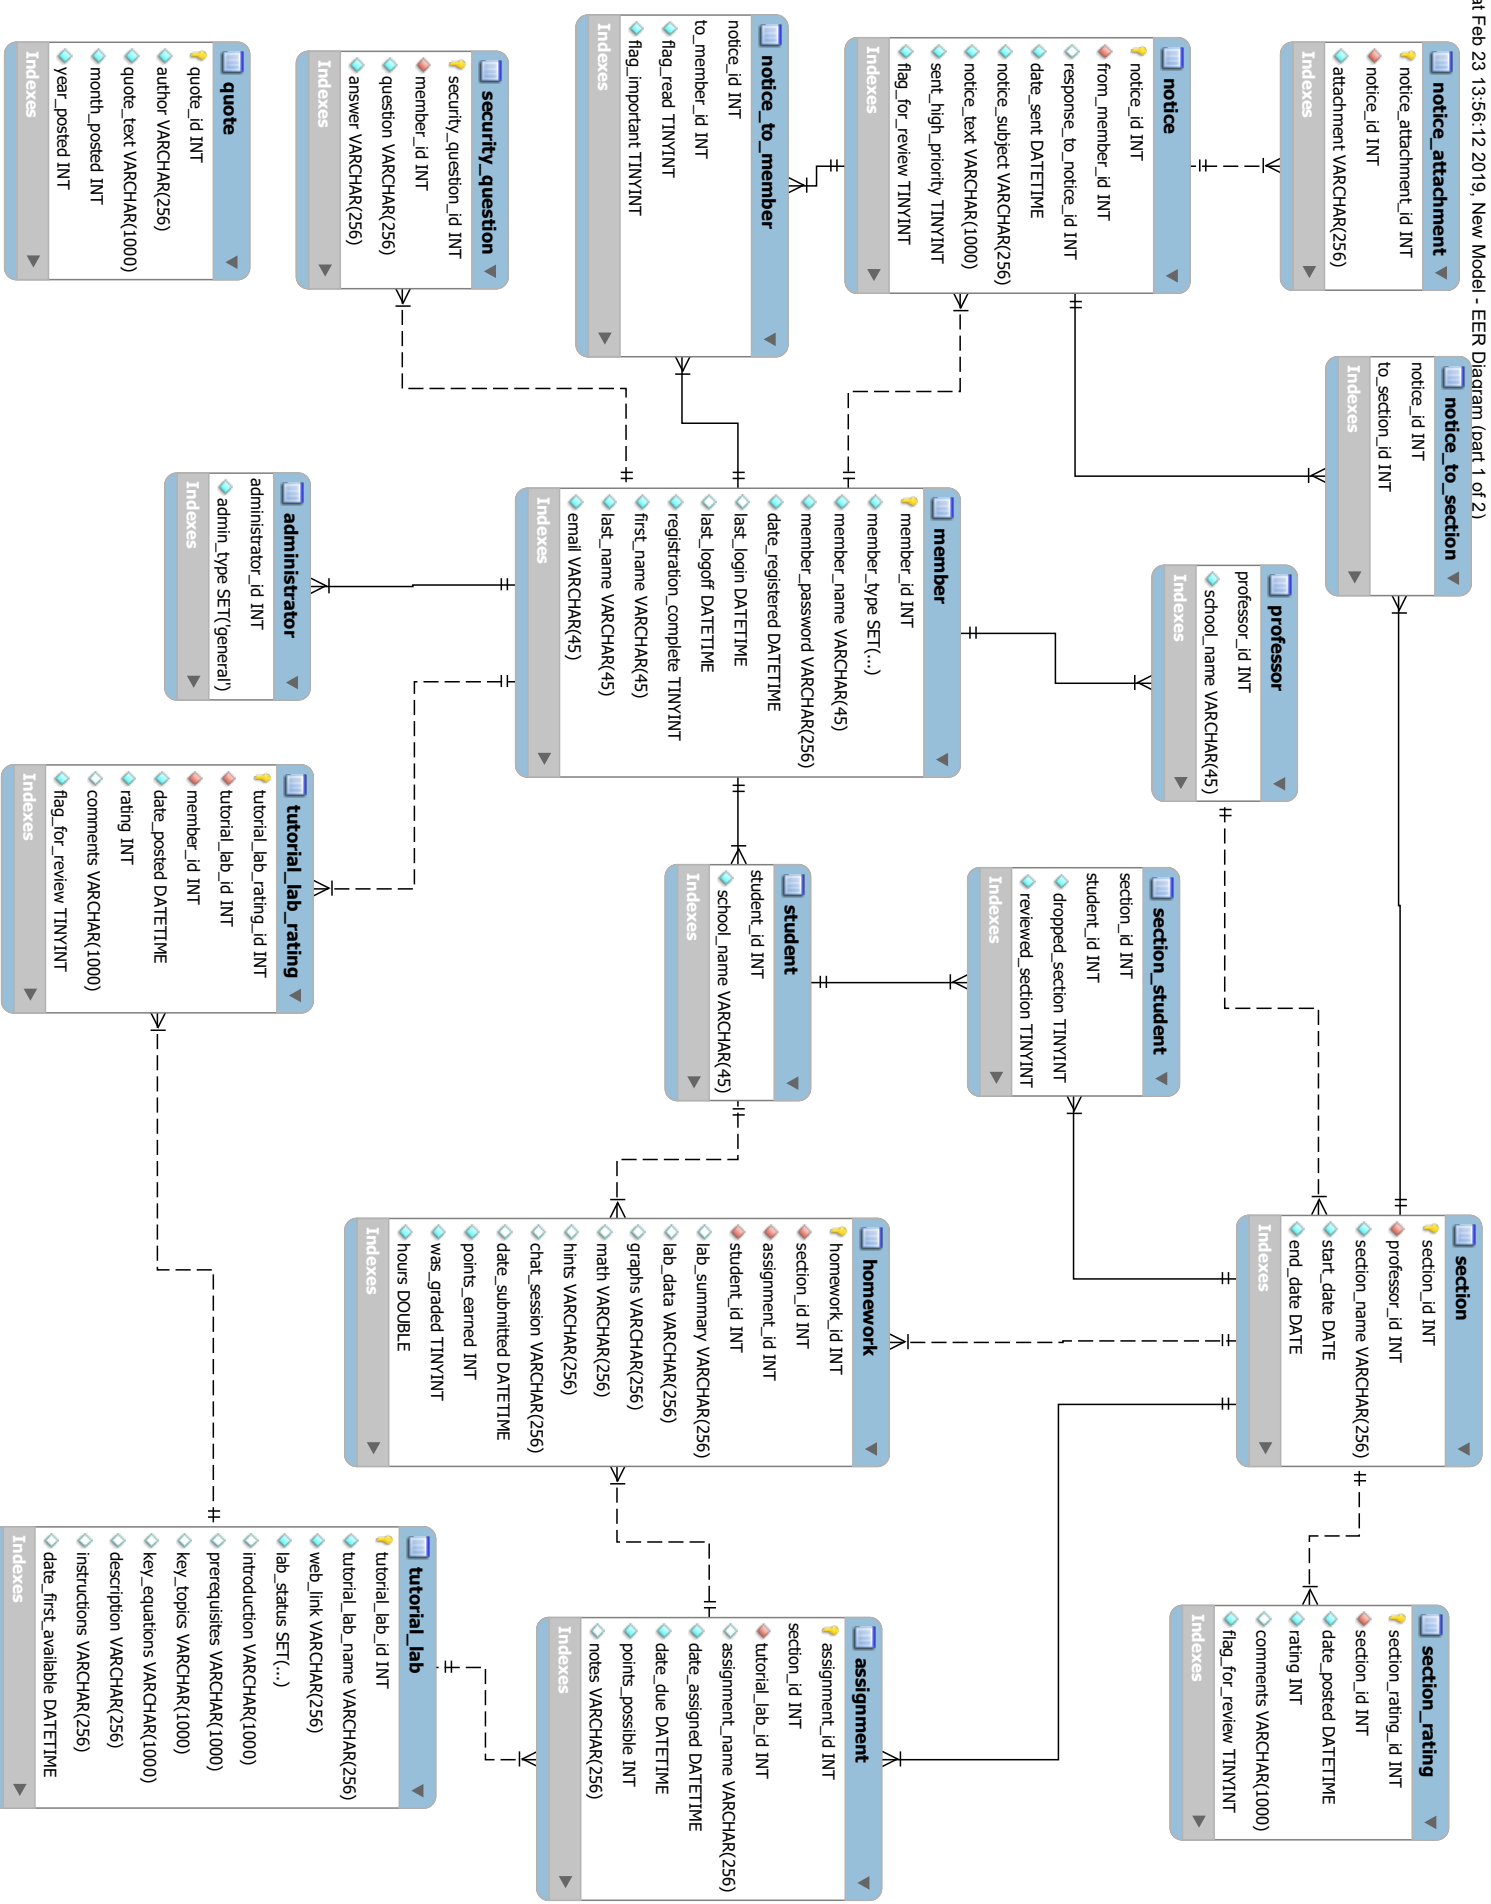 at Feb 23 13:56:12 2019, New Model - EER Diagram (part 1 of 2)
notice_attachment
notice_attachment_id INT
notice_id INT
attachment VARCHAR(256)
Indexes
notice_to_section
notice_id INT
to_section_id INT
Indexes
section
section_id INT
professor_id INT
section_name VARCHAR(256)
start_date DATE
end_date DATE
Indexes
section_rating
section_rating_id INT
section_id INT
date_posted DATETIME
rating INT
comments VARCHAR(1000)
flag_for_review TINYINT
Indexes
notice
notice_id INT
from_member_id INT
response_to_notice_id INT
date_sent DATETIME
notice_subject VARCHAR(256)
notice_text VARCHAR(1000)
sent_high_priority TINYINT
flag_for_review TINYINT
Indexes
professor
professor_id INT
school_name VARCHAR(45)
Indexes
section_student
section_id INT
student_id INT
dropped_section TINYINT
reviewed_section TINYINT
Indexes
notice_to_member
notice_id INT
to_member_id INT
flag_read TINYINT
flag_important TINYINT
Indexes
member
member_id INT
member_type SET(...)
member_name VARCHAR(45)
member_password VARCHAR(256)
date_registered DATETIME
last_login DATETIME
last_logoff DATETIME
registration_complete TINYINT
first_name VARCHAR(45)
last_name VARCHAR(45)
email VARCHAR(45)
Indexes
student
student_id INT
school_name VARCHAR(45)
Indexes
homework
homework_id INT
section_id INT
assignment_id INT
student_id INT
lab_summary VARCHAR(256)
lab_data VARCHAR(256)
graphs VARCHAR(256)
math VARCHAR(256)
hints VARCHAR(256)
chat_session VARCHAR(256)
date_submitted DATETIME
points_earned INT
was_graded TINYINT
hours DOUBLE
Indexes
assignment
assignment_id INT
section_id INT
tutorial_lab_id INT
assignment_name VARCHAR(256)
date_assigned DATETIME
date_due DATETIME
points_possible INT
notes VARCHAR(256)
Indexes
security_question
security_question_id INT
member_id INT
question VARCHAR(256)
answer VARCHAR(256)
Indexes
administrator
administrator_id INT
admin_type SET('general')
Indexes
tutorial_lab_rating
tutorial_lab_rating_id INT
tutorial_lab_id INT
member_id INT
date_posted DATETIME
rating INT
comments VARCHAR(1000)
flag_for_review TINYINT
Indexes
tutorial_lab
tutorial_lab_id INT
tutorial_lab_name VARCHAR(256)
web_link VARCHAR(256)
lab_status SET(...)
introduction VARCHAR(1000)
prerequisites VARCHAR(1000)
key_topics VARCHAR(1000)
key_equations VARCHAR(1000)
description VARCHAR(256)
instructions VARCHAR(256)
date_first_available DATETIME
Indexes
quote
quote_id INT
author VARCHAR(256)
quote_text VARCHAR(1000)
month_posted INT
year_posted INT
Indexes